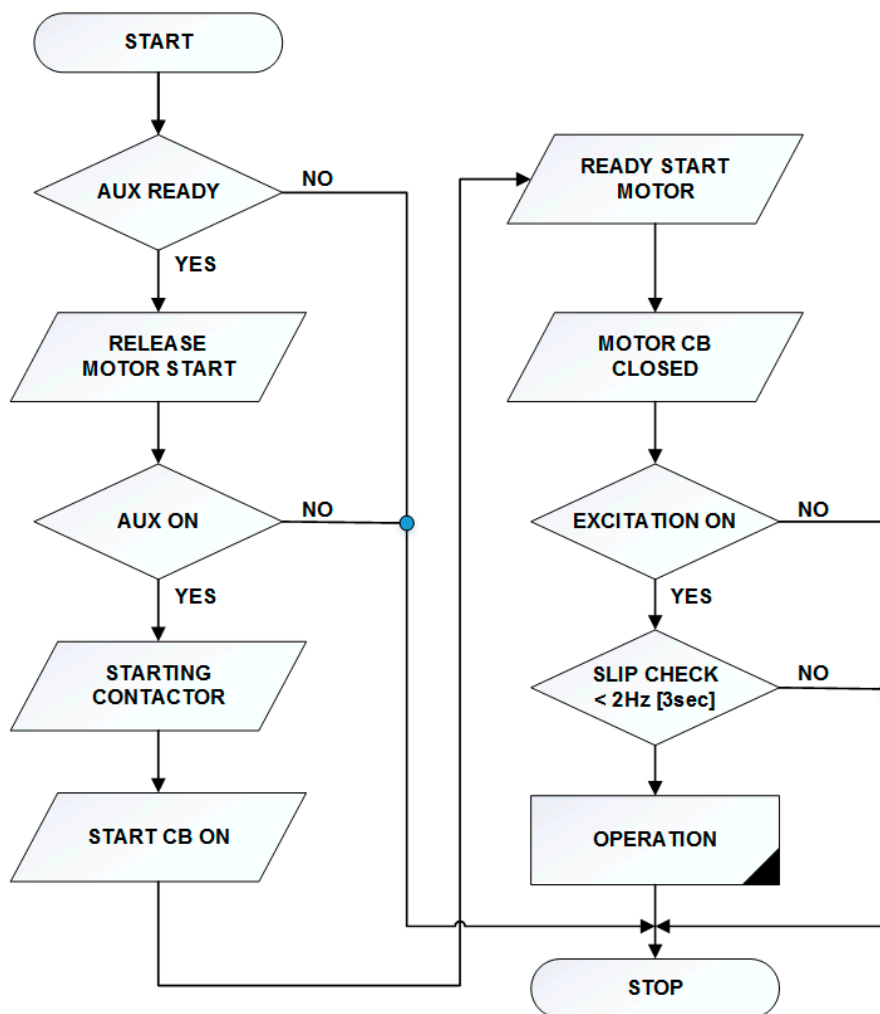 START
AUX READY
NO
YES
RELEASE
MOTOR START
AUX ON
NO
YES
STARTING
CONTACTOR
START CB ON
READY START
MOTOR
MOTOR CB
CLOSED
EXCITATION ON
NO
YES
SLIP CHECK
< 2Hz [3sec]
NO
OPERATION
STOP